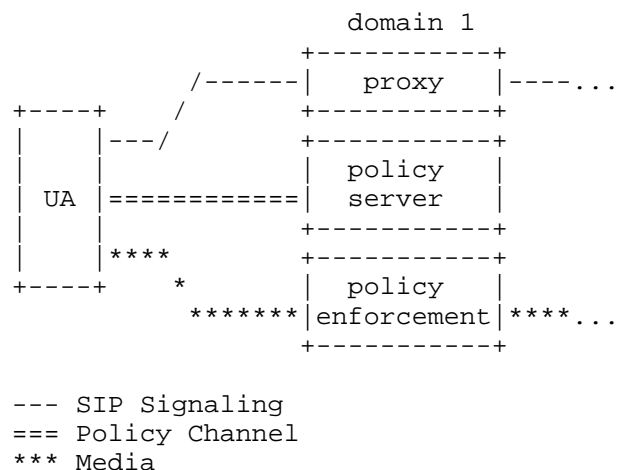 domain 1
proxy
policy
UA server
policy
enforcement
--- SIP Signaling
=== Policy Channel
*** Media